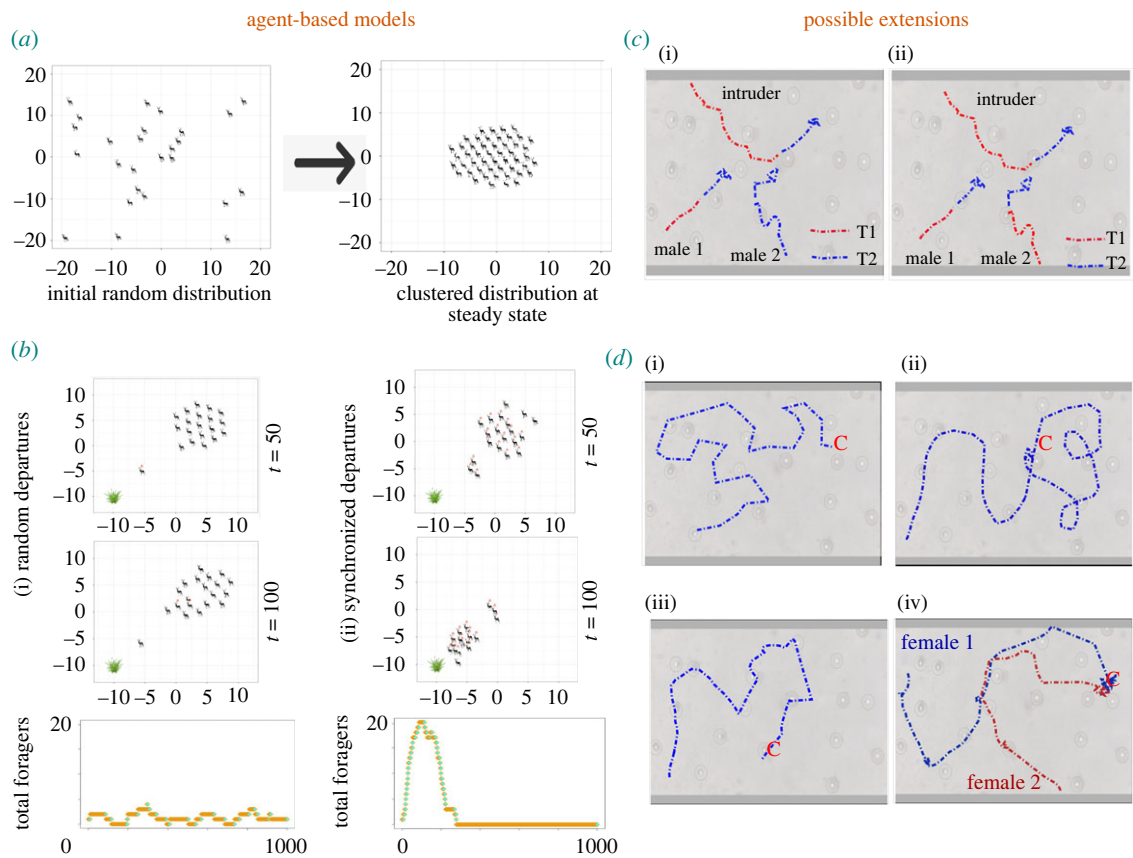 agent-based models
possible extensions
(a)
20
10
0
–10
–20
–20 –10 0 10 20
initial random distribution
20
10
0
–10
–20
–20 –10 0 10 20
clustered distribution at
steady state
(b)
(i) random departures
10
5
0
–5
–10
–10 –5 0 5 10
t = 50
10
5
0
–5
–10
–10 –5 0 5 10
t = 100
total foragers
20
0
1000
(ii) synchronized departures
10
5
0
–5
–10
–10 –5 0 5 10
t = 50
10
5
0
–5
–10
–10 –5 0 5 10
t = 100
total foragers
20
0
1000
(c)
(i)
intruder
male 1
male 2
T1
T2
(ii)
intruder
male 1
male 2
T1
T2
(d)
(i)
C
(ii)
C
(iii)
C
(iv)
female 1
C
female 2